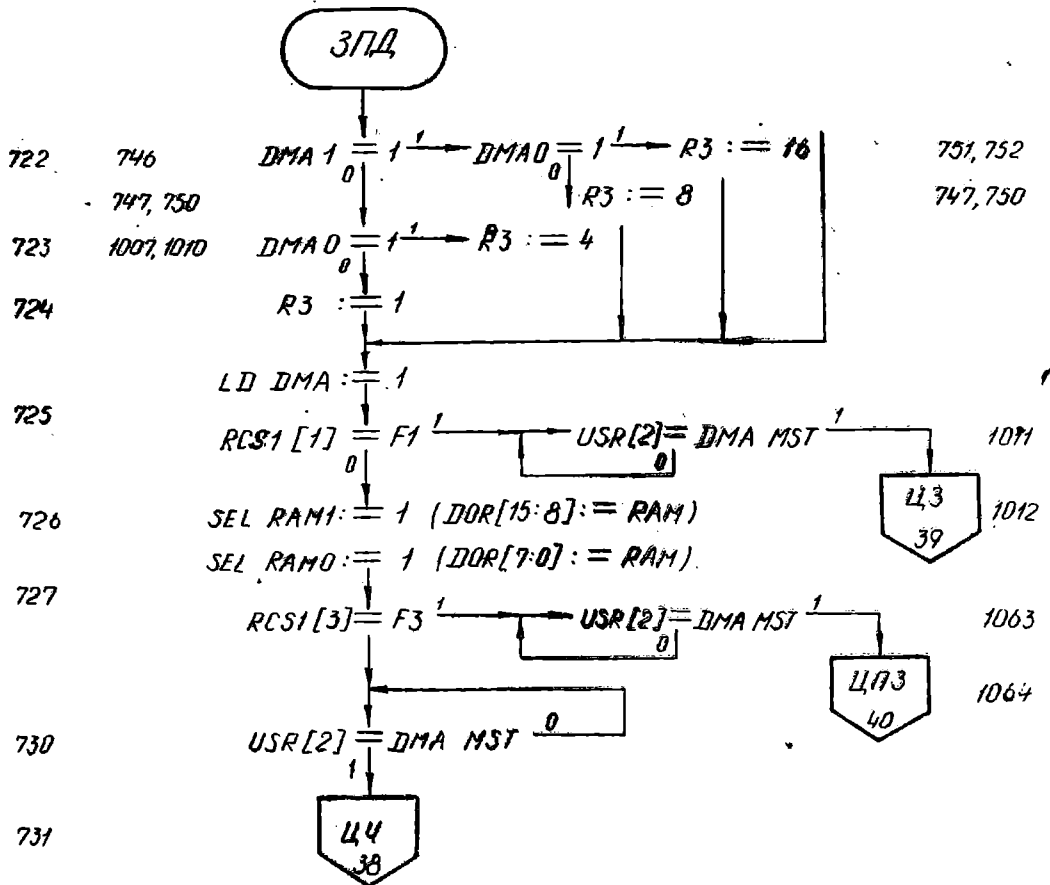 ЗПД
722 746 DMA 1 = 1 1 DMA0 = 1 1 R3 := 16 751, 752
0 0
747, 750 R3 := 8 747, 750
723 1007, 1010 DMA 0 = 1 1 R3 := 4
0
724 R3 := 1
LD DMA := 1
725
RCS1 [1] = F1 1 USR[2] = DMA MST 1 1011
0 0
ЦЗ
726 SEL RAM1 := 1 (DOR[15:8] := RAM) 39 1012
SEL RAM0 := 1 (DOR[7:0] := RAM)
727
RCS1 [3] = F3 1 USR[2] = DMA MST 1 1063
0
ЦПЗ 1064
40
0
730 USR[2] = DMA MST
1
731 ЦЧ
38